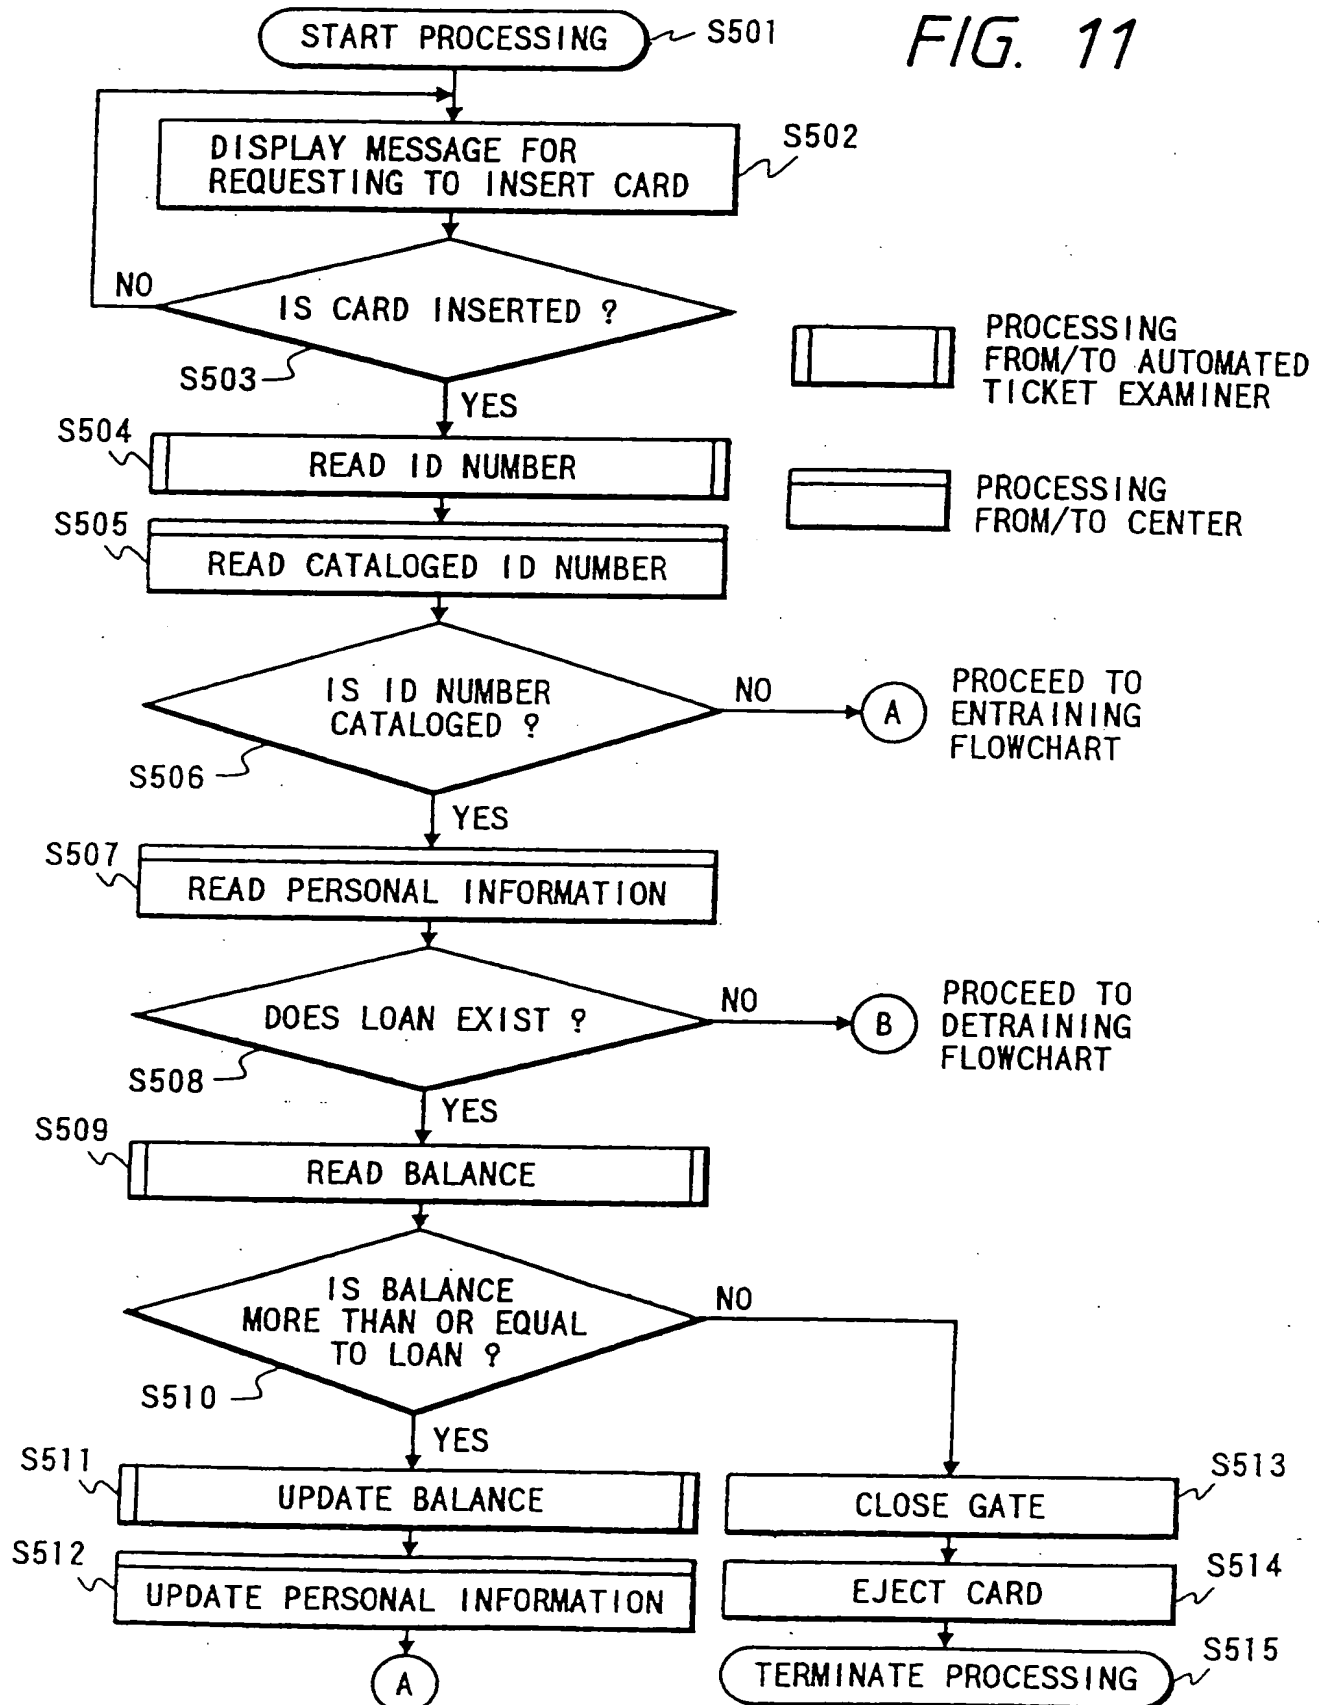 FIG. 11
START PROCESSING
S501
DISPLAY MESSAGE FOR
REQUESTING TO INSERT CARD
S502
NO
IS CARD INSERTED ?
S503
YES
PROCESSING
FROM/TO AUTOMATED
TICKET EXAMINER
S504
READ ID NUMBER
PROCESSING
FROM/TO CENTER
S505
READ CATALOGED ID NUMBER
IS ID NUMBER
CATALOGED ?
NO
A
PROCEED TO
ENTRAINING
FLOWCHART
S506
YES
S507
READ PERSONAL INFORMATION
DOES LOAN EXIST ?
NO
B
PROCEED TO
DETRAINING
FLOWCHART
S508
YES
S509
READ BALANCE
IS BALANCE
MORE THAN OR EQUAL
TO LOAN ?
NO
S510
YES
S511
UPDATE BALANCE
S513
CLOSE GATE
S512
UPDATE PERSONAL INFORMATION
S514
EJECT CARD
A
S515
TERMINATE PROCESSING